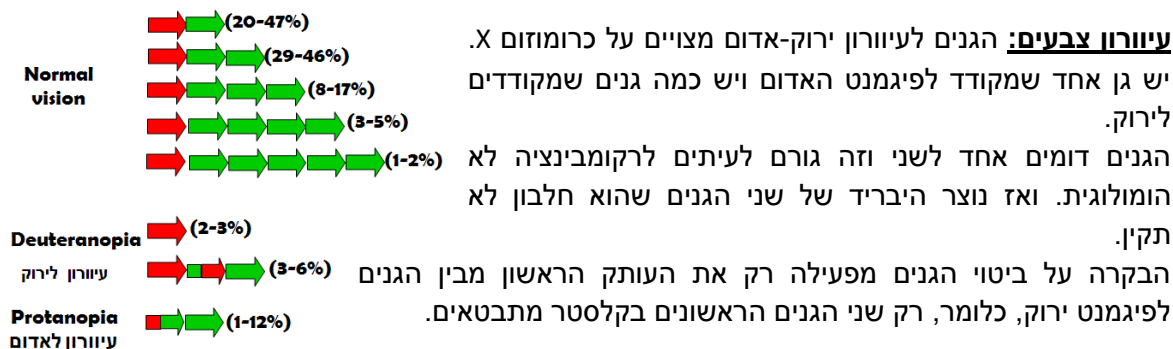 עיוורון צבעים: הגנים לעיוורון ירוק-אדום מצויים על כרומוזום X.
יש גן אחד שמקודד לפיגמנט האדום ויש כמה גנים שמקודדים
לירוק.
הגנים דומים אחד לשני וזה גורם לעיתים לרקומבינציה לא
הומולוגית. ואז נוצר היבריד של שני הגנים שהוא חלבון לא
תקין.
הבקרה על ביטוי הגנים מפעילה רק את העותק הראשון מבין הגנים
לפיגמנט ירוק, כלומר, רק שני הגנים הראשונים בקלסטר מתבטאים.
Normal
vision
(20-47%)
(29-46%)
(8-17%)
(3-5%)
(1-2%)
Deuteranopia
עיוורון לירוק
(2-3%)
(3-6%)
Protanopia
עיוורון לאדום
(1-12%)